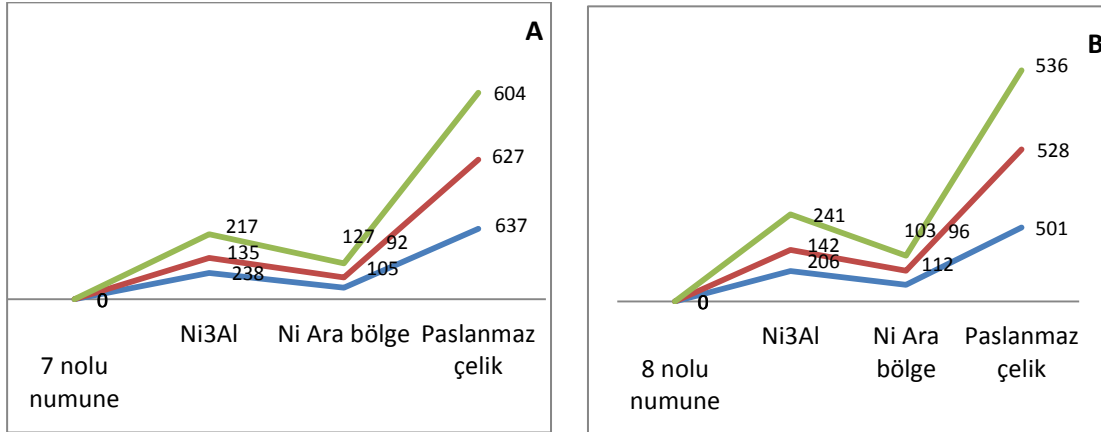 A
604
627
637
217
135
238
127
92
105
0
Ni3Al
Ni Ara bölge
Paslanmaz
çelik
7 nolu
numune
B
536
528
501
241
142
206
103
96
112
0
Ni3Al
Ni Ara
bölge
Paslanmaz
çelik
8 nolu
numune